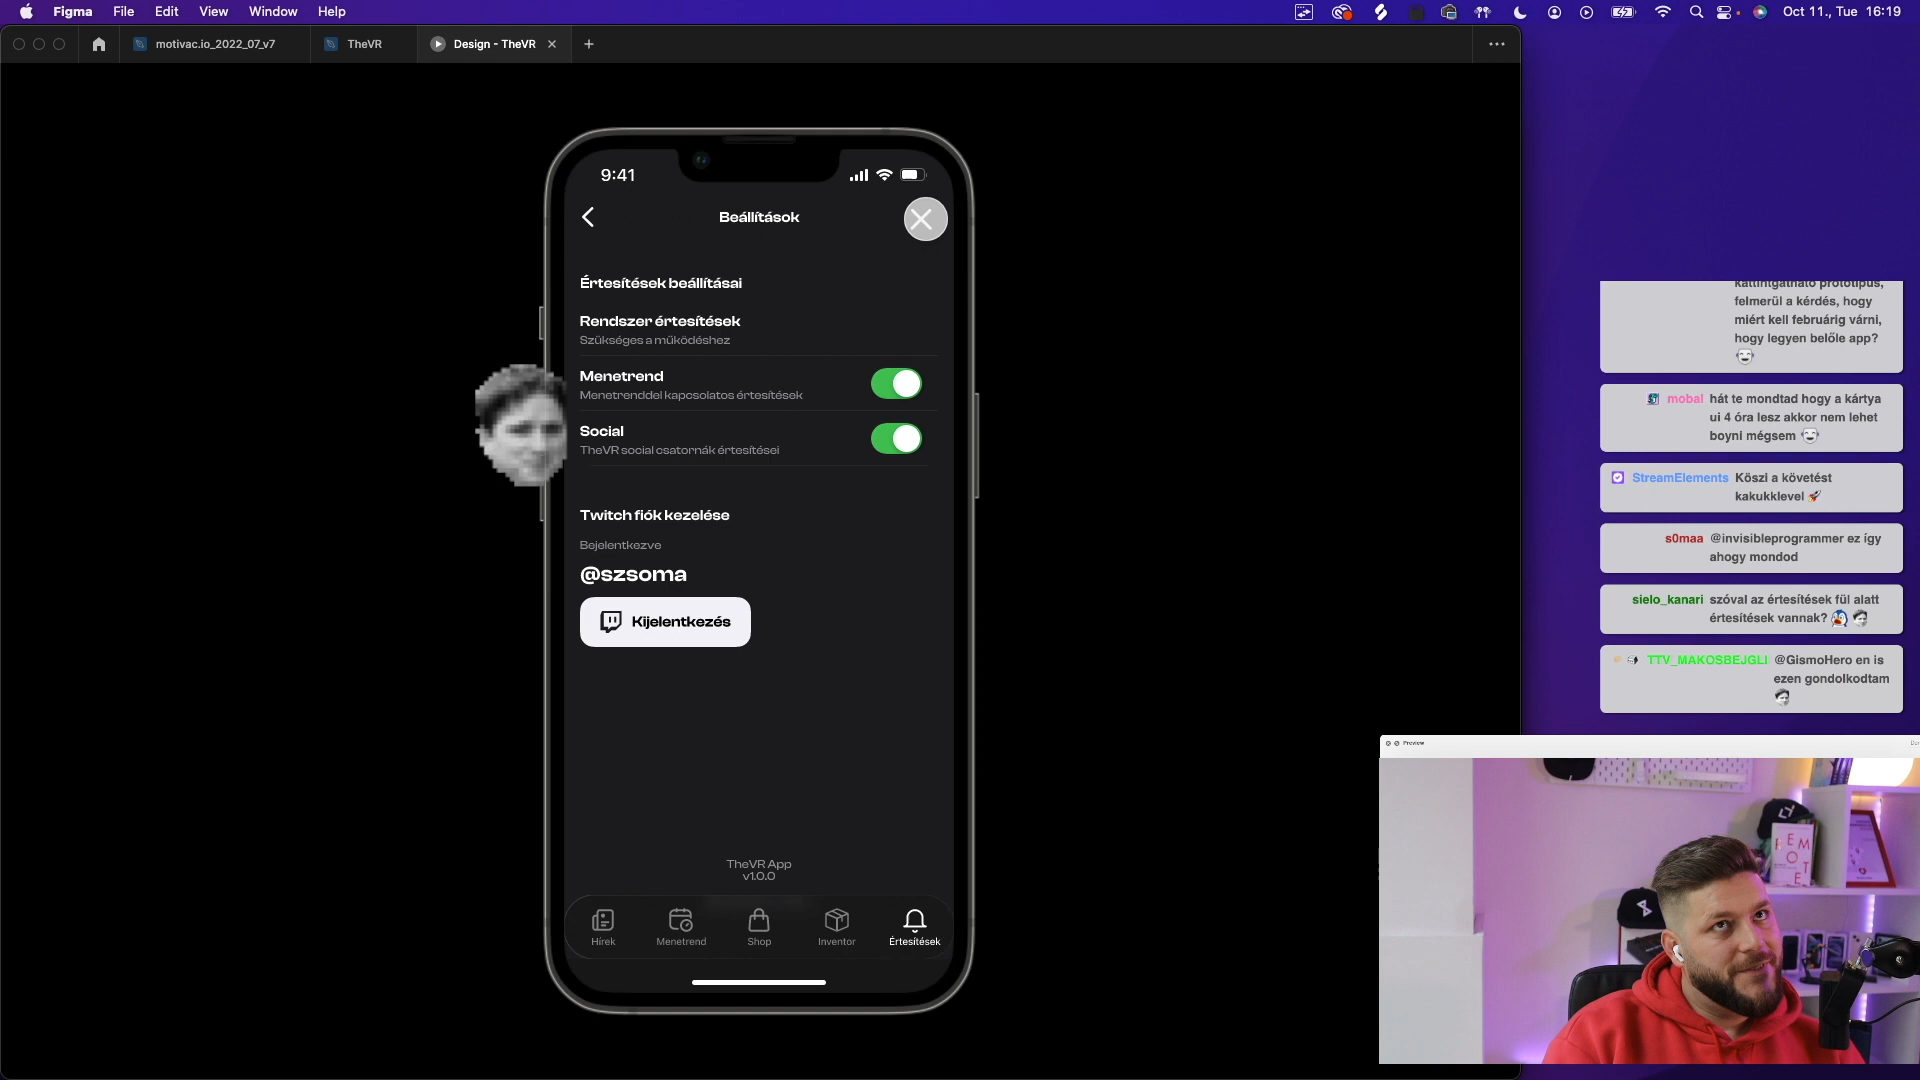 Figma File Edit View Window Help
Oct 11., Tue 16:19
motivac.io_2022_07_v7
TheVR
Design - TheVR
9:41
Beállítások
Értesítések beállításai
Rendszer értesítések
Szükséges a működéshez
Menetrend
Menetrenddel kapcsolatos értesítések
Social
TheVR social csatornák értesítései
Twitch fiók kezelése
Bejelentkezve
@szsoma
Kijelentkezés
TheVR App
v1.0.0
Hírek
Menetrend
Shop
Inventor
Értesítések
kattintgatható prototípus,
felmerül a kérdés, hogy
miért kell februárig várni,
hogy legyen belőle app?
mobal hát te mondtad hogy a kártya
ui 4 óra lesz akkor nem lehet
boyni mégsem
StreamElements Köszi a követést
kakukklevel
s0maa @invisibleprogrammer ez így
ahogy mondod
sielo_kanari szóval az értesítések fül alatt
értesítések vannak?
TTV_MAKOSBEJGLI @GismoHero en is
ezen gondolkodtam
Preview
REMOTE